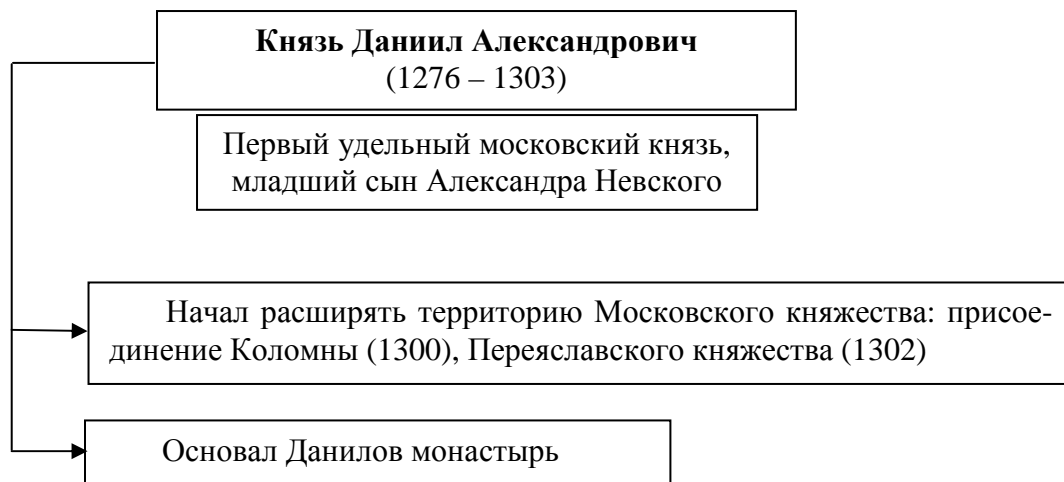 Князь Даниил Александрович
(1276 – 1303)
Первый удельный московский князь,
младший сын Александра Невского
Начал расширять территорию Московского княжества: присое-
динение Коломны (1300), Переяславского княжества (1302)
Основал Данилов монастырь